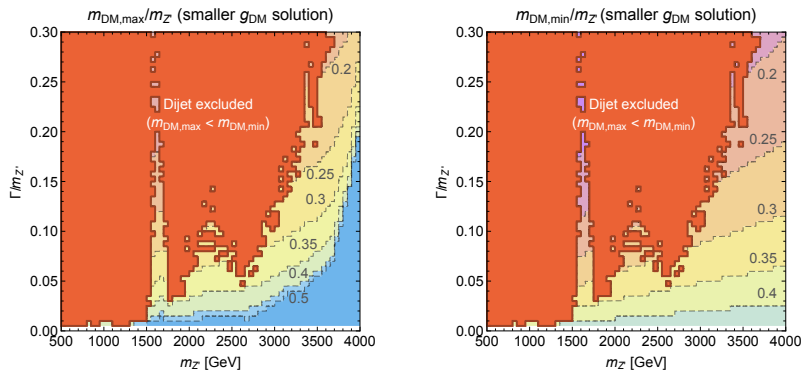 m_DM,max/m_Z' (smaller g_DM solution)
0.30
0.25
0.20
0.15
0.10
0.05
0.00
Γ/m_Z'
Dijet excluded
(m_DM,max < m_DM,min)
0.2
0.25
0.3
0.35
0.4
0.5
500 1000 1500 2000 2500 3000 3500 4000
m_Z' [GeV]
m_DM,min/m_Z' (smaller g_DM solution)
0.30
0.25
0.20
0.15
0.10
0.05
0.00
Γ/m_Z'
Dijet excluded
(m_DM,max < m_DM,min)
0.2
0.25
0.3
0.35
0.4
500 1000 1500 2000 2500 3000 3500 4000
m_Z' [GeV]